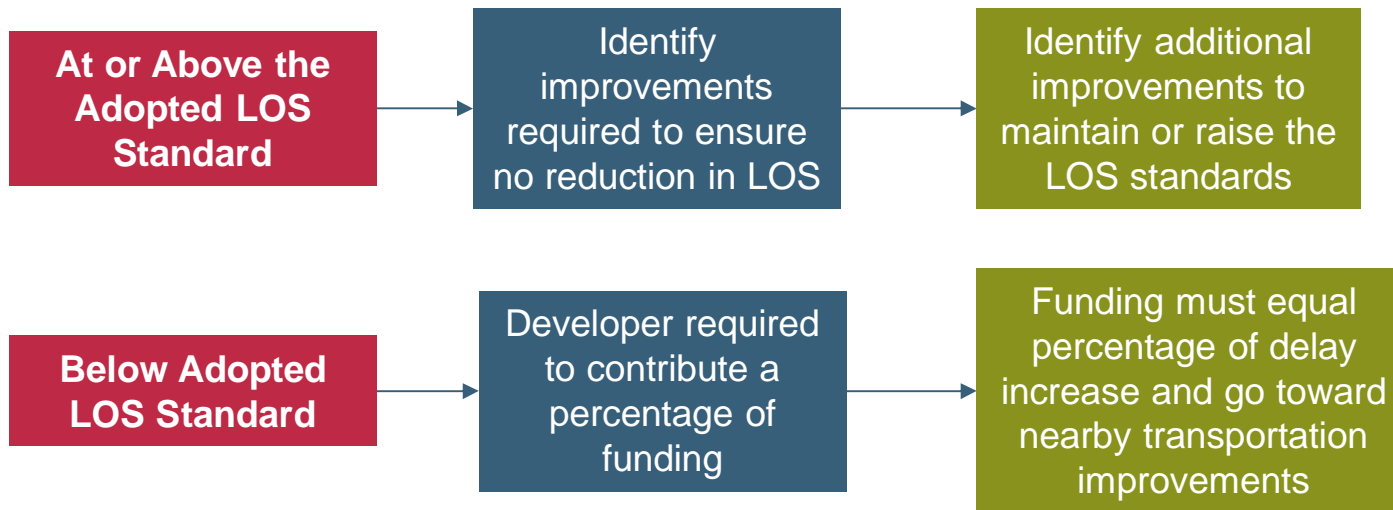 At or Above the
Adopted LOS
Standard
Identify
improvements
required to ensure
no reduction in LOS
Identify additional
improvements to
maintain or raise the
LOS standards
Below Adopted
LOS Standard
Developer required
to contribute a
percentage of
funding
Funding must equal
percentage of delay
increase and go toward
nearby transportation
improvements